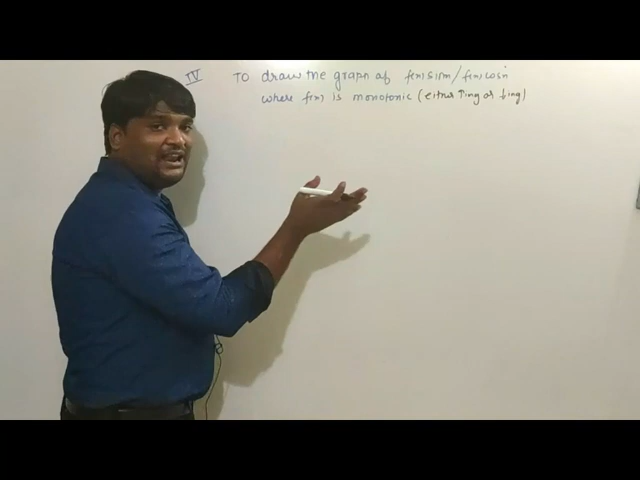 IV TO draw the graph of f(x)sinx/f(x)cosx
where f(x) is monotonic (either ↑ing or ↓ing)